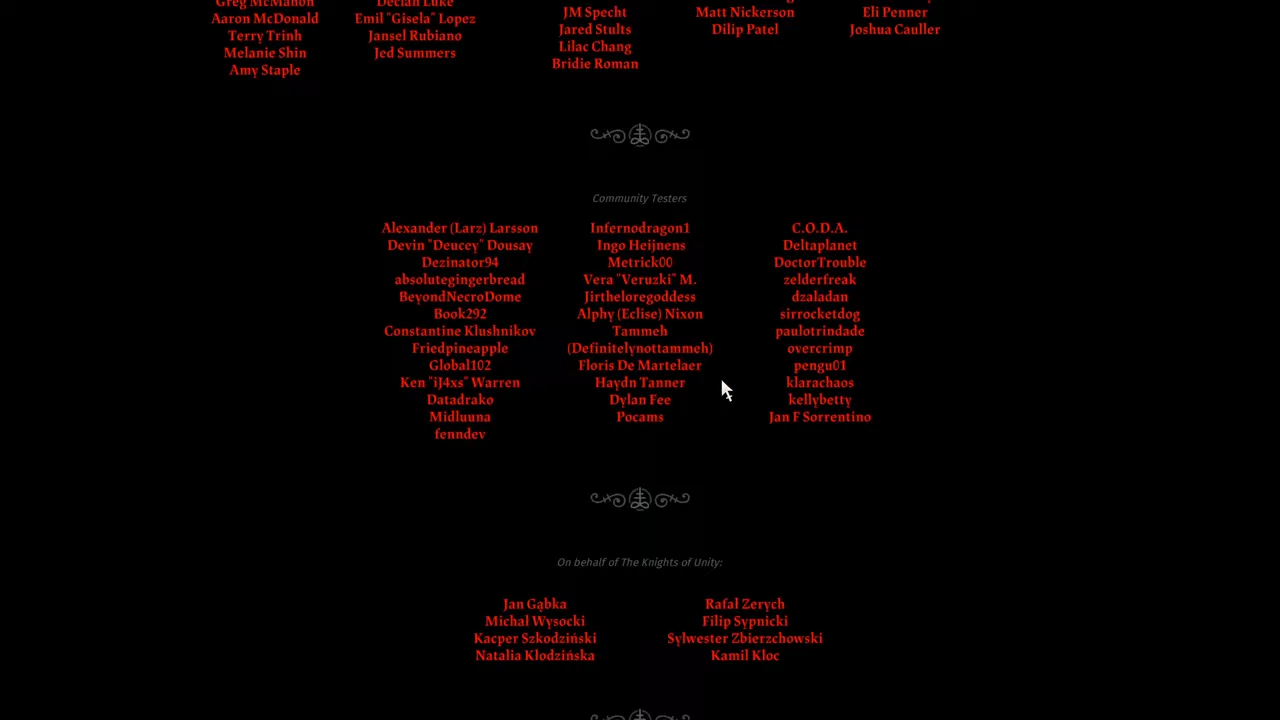 Greg McMahon
Aaron McDonald
Terry Trinh
Melanie Shin
Amy Staple
Declan Luke
Emil "Gisela" Lopez
Jansel Rubiano
Jed Summers
JM Specht
Jared Stults
Lilac Chang
Bridie Roman
Matt Nickerson
Dilip Patel
Eli Penner
Joshua Cauller
Community Testers
Alexander (Larz) Larsson
Devin "Deucey" Dousay
Dezinator94
absolutegingerbread
BeyondNecroDome
Book292
Constantine Klushnikov
Friedpineapple
Global102
Ken "iJ4xs" Warren
Datadrako
Midluuna
fenndev
Infernodragon1
Ingo Heijnens
Metrick00
Vera "Veruzki" M.
Jirtheloregoddess
Alphy (Eclise) Nixon
Tammeh
(Definitelynottammeh)
Floris De Martelaer
Haydn Tanner
Dylan Fee
Pocams
C.O.D.A.
Deltaplanet
DoctorTrouble
zelderfreak
dzaladan
sirrocketdog
paulotrindade
overcrimp
pengu01
klarachaos
kellybetty
Jan F Sorrentino
On behalf of The Knights of Unity:
Jan Gąbka
Michał Wysocki
Kacper Szkodziński
Natalia Kłodzińska
Rafał Zerych
Filip Sypnicki
Sylwester Zbierzchowski
Kamil Kloc